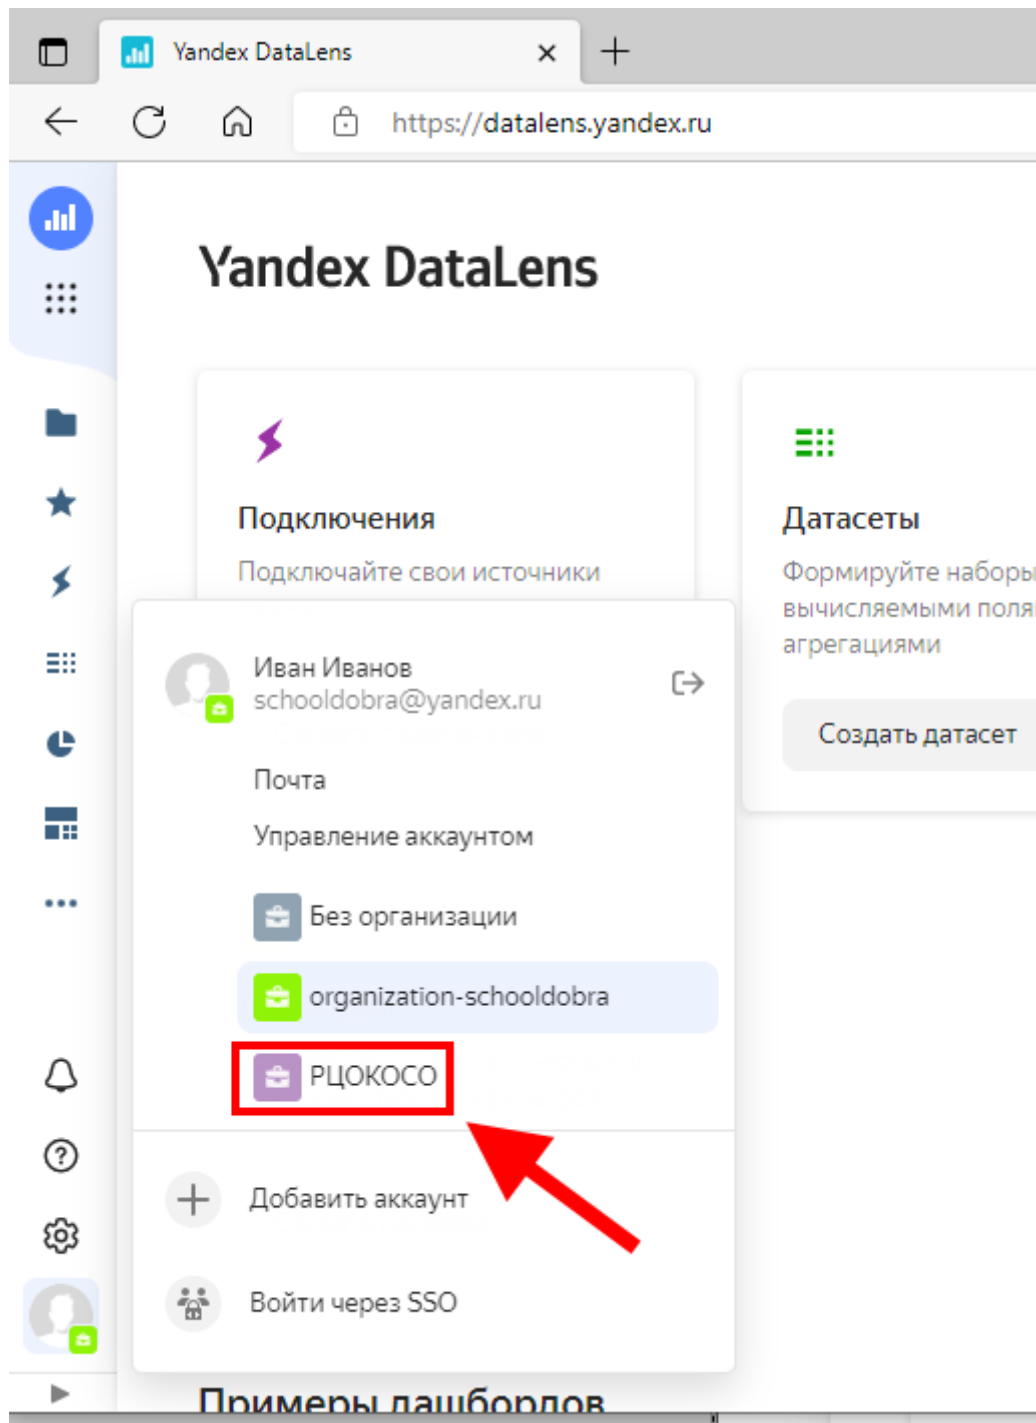 Yandex DataLens
https://datalens.yandex.ru
Yandex DataLens
Подключения
Подключайте свои источники
Датасеты
Формируйте наборы
вычисляемыми
агрегациями
Создать датасет
Иван Иванов
schooldobra@yandex.ru
Почта
Управление аккаунтом
Без организации
organization-schooldobra
РЦОКОСО
Добавить аккаунт
Войти через SSO
Примеры дашбордов